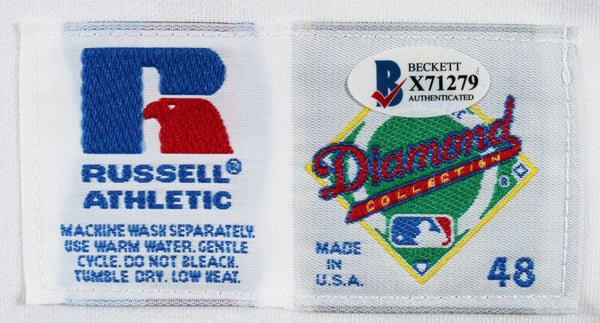 RUSSELL®
ATHLETIC
MACHINE WASH SEPARATELY.
USE WARM WATER. GENTLE
CYCLE. DO NOT BLEACH.
TUMBLE DRY. LOW HEAT.
BECKETT
X71279
AUTHENTICATED
Diamond
COLLECTION
MADE
IN
U.S.A.
48